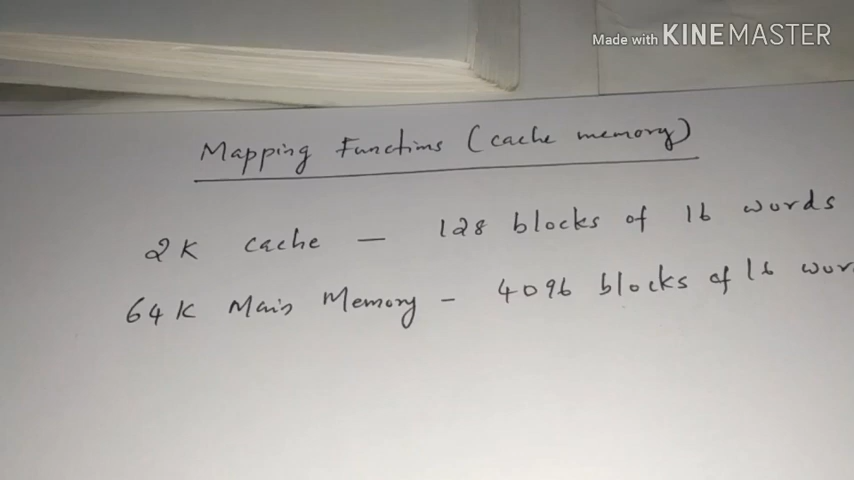 Made with KINEMASTER
Mapping Functions (cache memory)
2K cache — 128 blocks of 16 words
64K Main Memory - 4096 blocks of 16 wor